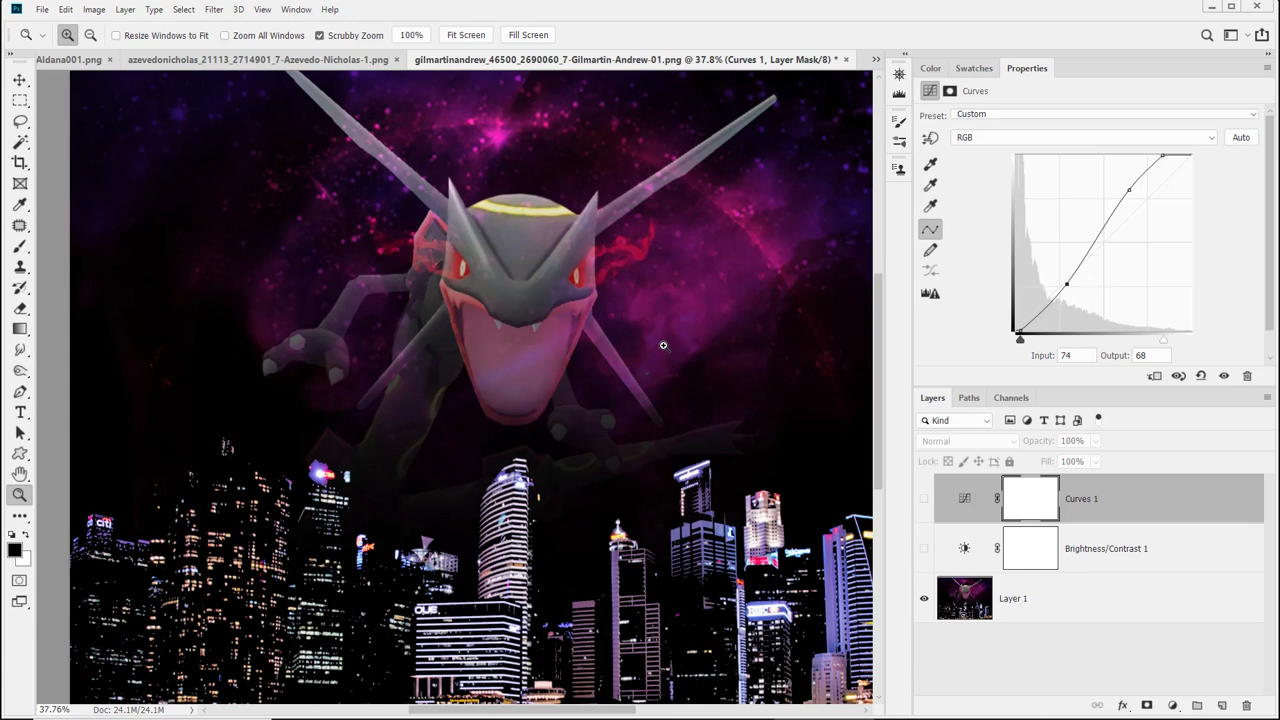 Ps File Edit Image Layer Type Select Filter 3D View Window Help
Resize Windows to Fit Zoom All Windows Scrubby Zoom 100% Fit Screen Fill Screen
Aldana001.png × azevedonicholas_21113_2714901_7-Azevedo-Nicholas-1.png × gilmartinandrew_46500_2690060_7-Gilmartin-Andrew-01.png @ 37.8% (Curves 1, Layer Mask/8) * ×
Color Swatches Properties
Curves
Preset: Custom
RGB Auto
Input: 74 Output: 68
Layers Paths Channels
Kind
Normal Opacity: 100%
Lock: Fill: 100%
Curves 1
Brightness/Contrast 1
Layer 1
citi
OUE
37.76% Doc: 24.1M/24.1M